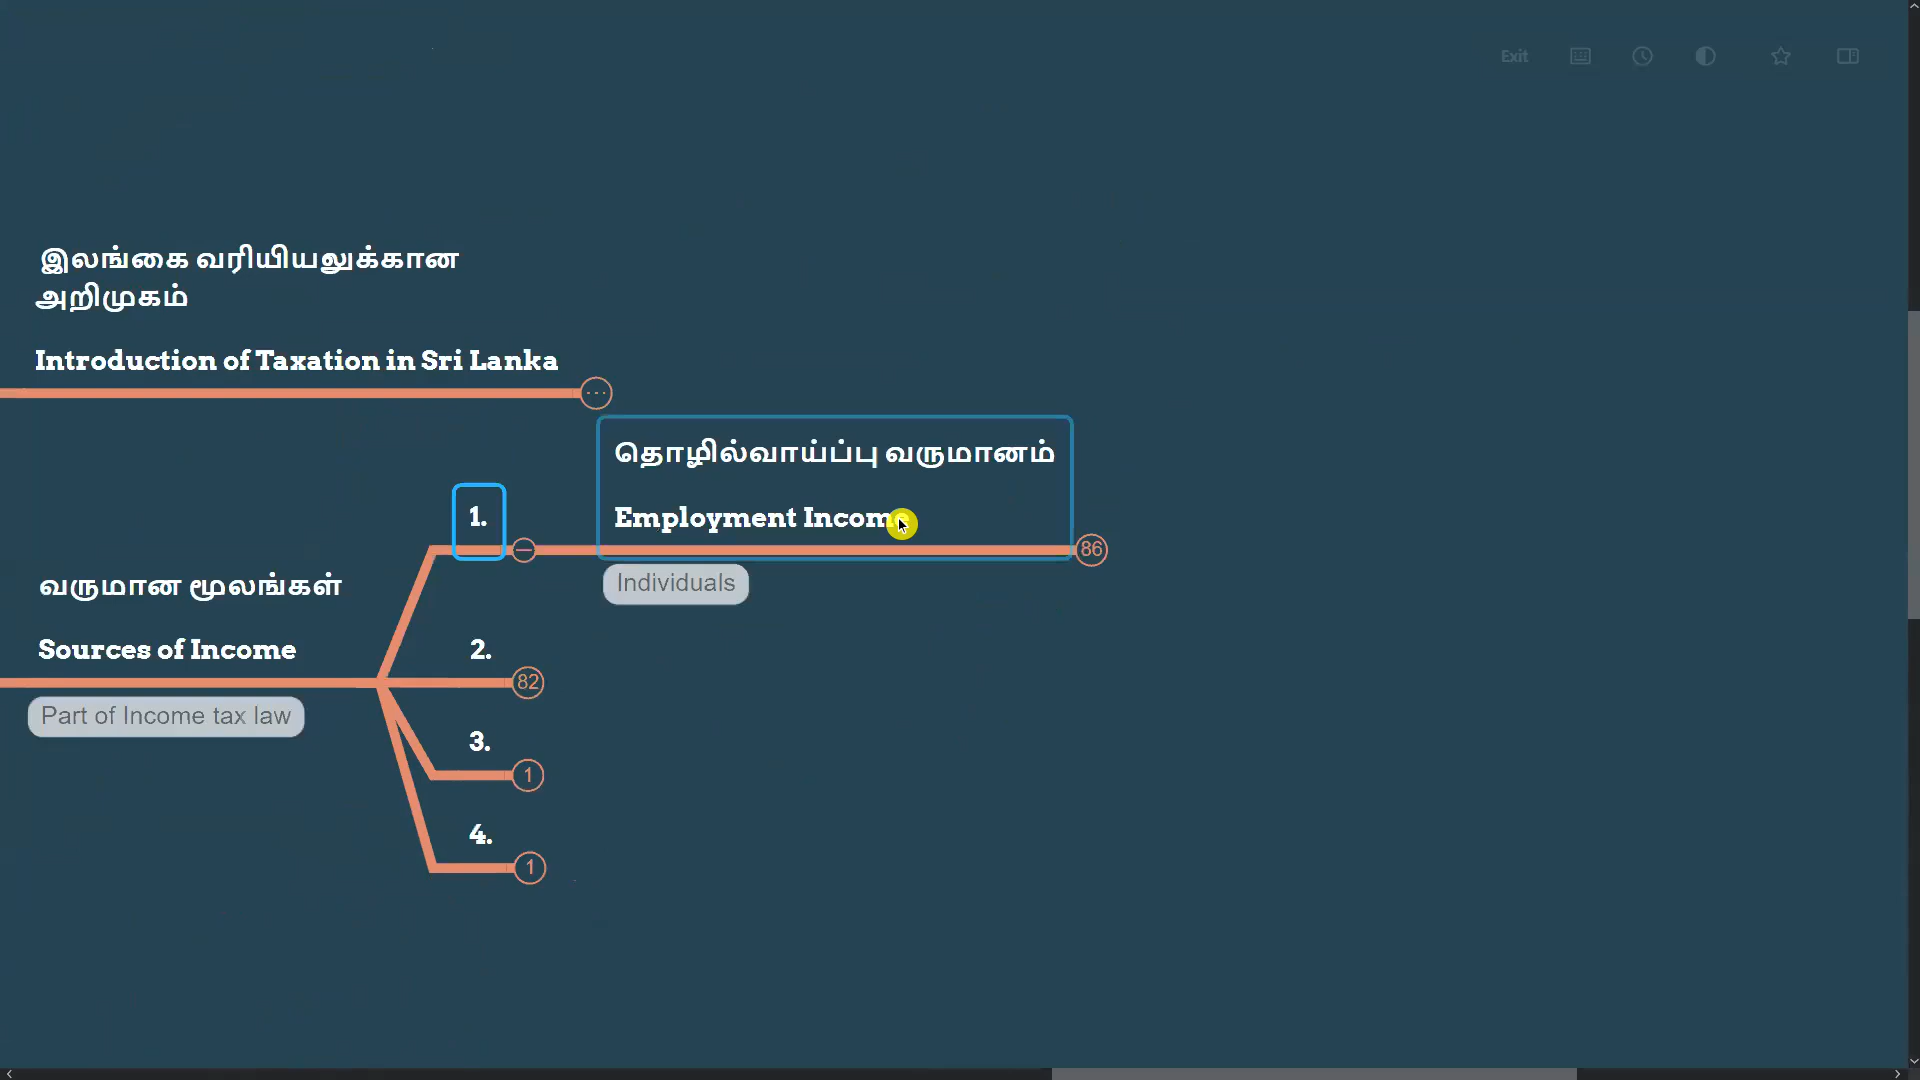 Exit
இலங்கை வரியியலுக்கான
அறிமுகம்
Introduction of Taxation in Sri Lanka
தொழில்வாய்ப்பு வருமானம்
1.
Employment Income
86
Individuals
வருமான மூலங்கள்
Sources of Income
2.
82
Part of Income tax law
3.
1
4.
1